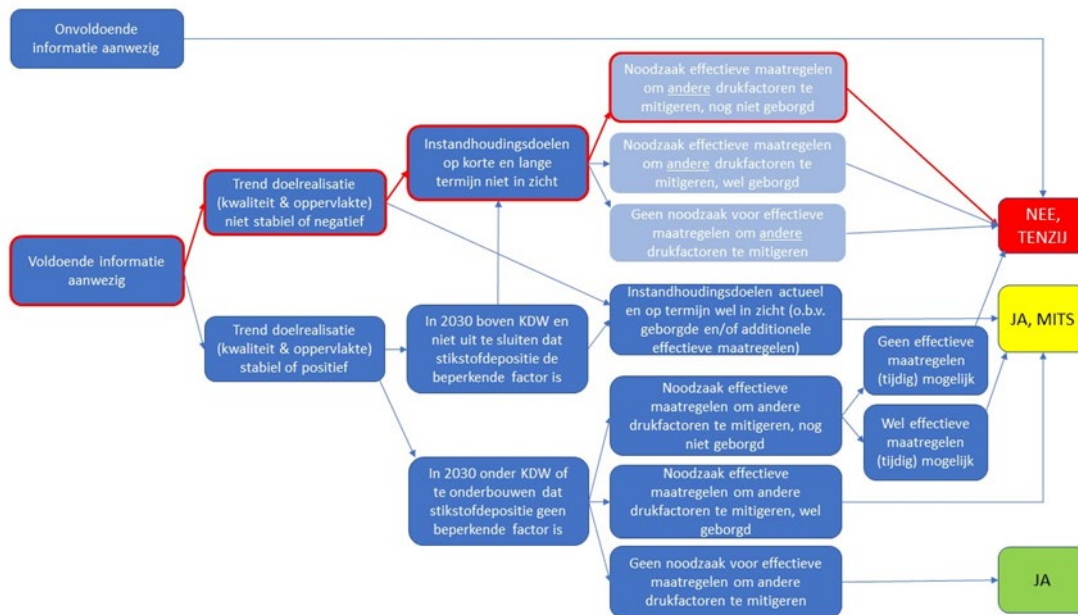 Onvoldoende
informatie aanwezig
Voldoende informatie
aanwezig
Trend doelrealisatie
(kwaliteit & oppervlakte)
niet stabiel of negatief
Trend doelrealisatie
(kwaliteit & oppervlakte)
stabiel of positief
Instandhoudingsdoelen
op korte en lange
termijn niet in zicht
In 2030 boven KDW en
niet uit te sluiten dat
stikstofdepositie de
beperkende factor is
In 2030 onder KDW of
te onderbouwen dat
stikstofdepositie geen
beperkende factor is
Noodzaak effectieve maatregelen
om andere drukfactoren te
mitigeren, nog niet geborgd
Noodzaak effectieve maatregelen
om andere drukfactoren te
mitigeren, wel geborgd
Geen noodzaak voor effectieve
maatregelen om andere
drukfactoren te mitigeren
Instandhoudingsdoelen actueel
en op termijn wel in zicht (o.b.v.
geborgde en/of additionele
effectieve maatregelen)
Noodzaak effectieve
maatregelen om andere
drukfactoren te mitigeren, nog
niet geborgd
Noodzaak effectieve
maatregelen om andere
drukfactoren te mitigeren, wel
geborgd
Geen noodzaak voor effectieve
maatregelen om andere
drukfactoren te mitigeren
Geen effectieve
maatregelen
(tijdig) mogelijk
Wel effectieve
maatregelen
(tijdig) mogelijk
NEE,
TENZIJ
JA, MITS
JA